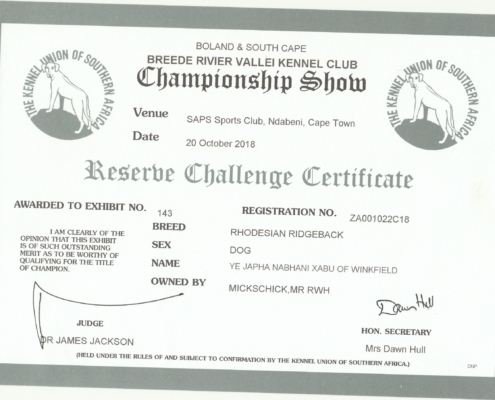 BOLAND & SOUTH CAPE
BREEDE RIVIER VALLEI KENNEL CLUB
Championship Show
THE KENNEL UNION OF SOUTHERN AFRICA
THE KENNEL UNION OF SOUTHERN AFRICA
Venue SAPS Sports Club, Ndabeni, Cape Town
Date 20 October 2018
Reserve Challenge Certificate
AWARDED TO EXHIBIT NO. 143 REGISTRATION NO. ZA001022C18
I AM CLEARLY OF THE
OPINION THAT THIS EXHIBIT
IS OF SUCH OUTSTANDING
MERIT AS TO BE WORTHY OF
QUALIFYING FOR THE TITLE
OF CHAMPION.
BREED RHODESIAN RIDGEBACK
SEX DOG
NAME YE JAPHA NABHANI XABU OF WINKFIELD
OWNED BY MICKSCHICK,MR RWH
Dawn Hull
JUDGE
DR JAMES JACKSON
HON. SECRETARY
Mrs Dawn Hull
(HELD UNDER THE RULES OF AND SUBJECT TO CONFIRMATION BY THE KENNEL UNION OF SOUTHERN AFRICA.)